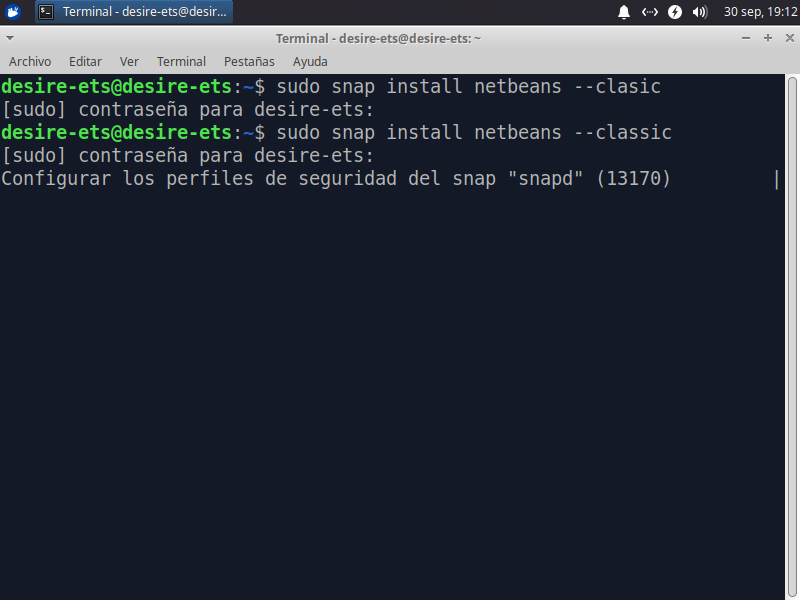 Terminal - desire-ets@desir...
30 sep, 19:12
Terminal - desire-ets@desire-ets: ~
Archivo Editar Ver Terminal Pestañas Ayuda
desire-ets@desire-ets:~$ sudo snap install netbeans --clasic
[sudo] contraseña para desire-ets:
desire-ets@desire-ets:~$ sudo snap install netbeans --classic
[sudo] contraseña para desire-ets:
Configurar los perfiles de seguridad del snap "snapd" (13170) |